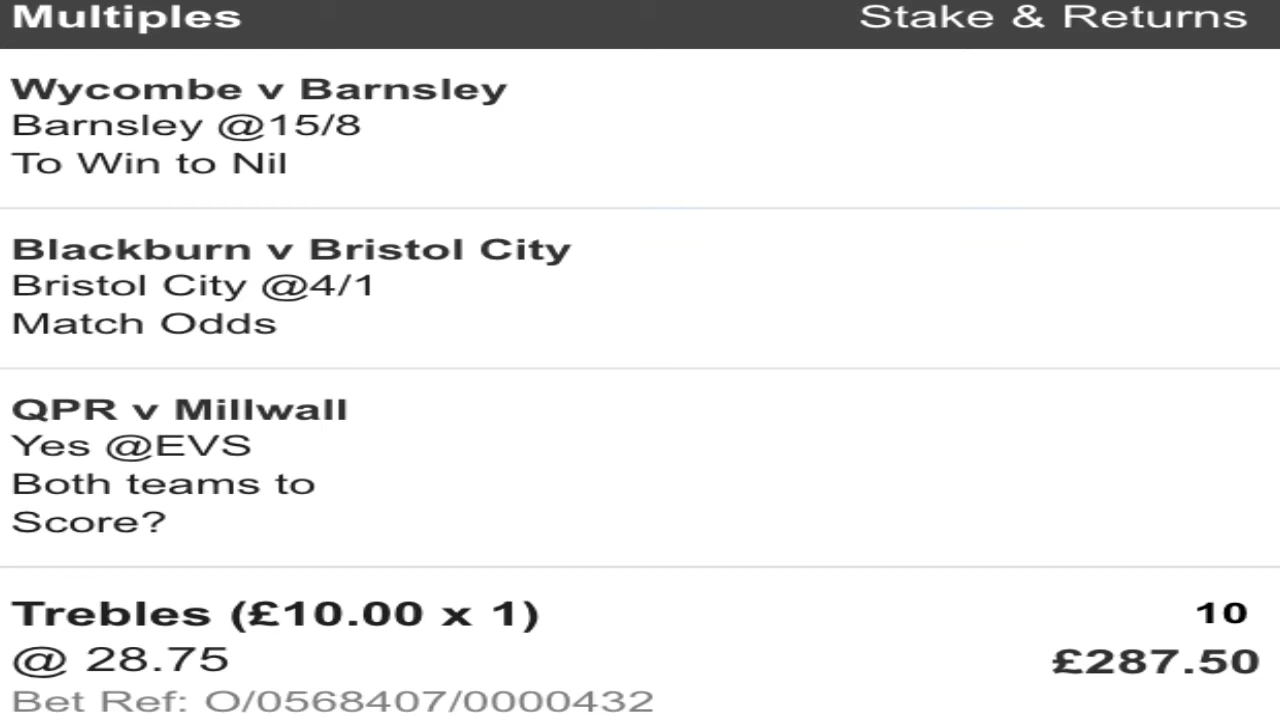 Multiples Stake & Returns
Wycombe v Barnsley
Barnsley @15/8
To Win to Nil
Blackburn v Bristol City
Bristol City @4/1
Match Odds
QPR v Millwall
Yes @EVS
Both teams to
Score?
Trebles (£10.00 x 1) 10
@ 28.75 £287.50
Bet Ref: O/0568407/0000432